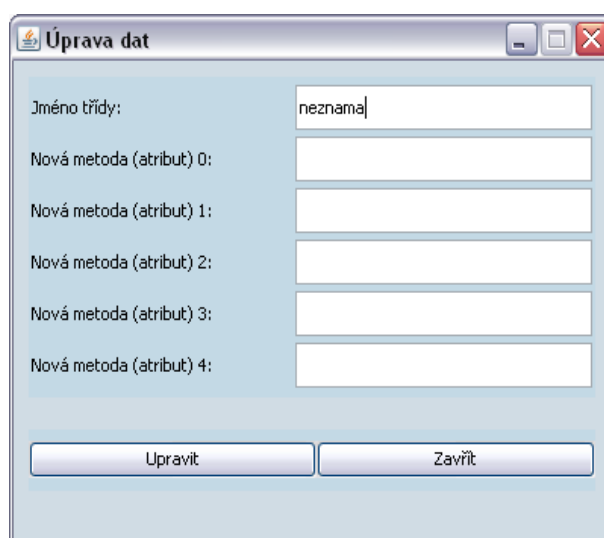 Úprava dat
Jméno třídy: neznama
Nová metoda (atribut) 0:
Nová metoda (atribut) 1:
Nová metoda (atribut) 2:
Nová metoda (atribut) 3:
Nová metoda (atribut) 4:
Upravit Zavřít